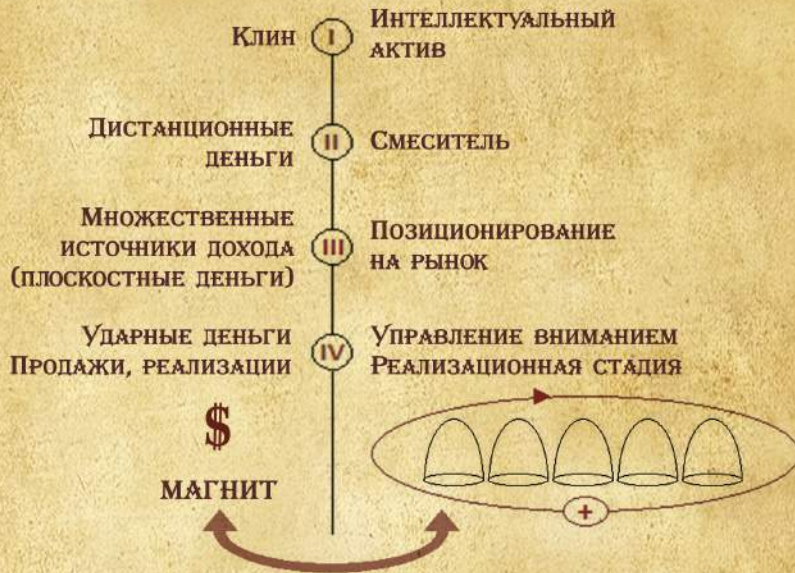 Клин
I
Интеллектуальный
актив
Дистанционные
деньги
II
Смеситель
Множественные
источники дохода
(плоскостные деньги)
III
Позиционирование
на рынок
Ударные деньги
Продажи, реализации
IV
Управление вниманием
Реализационная стадия
$
магнит
+